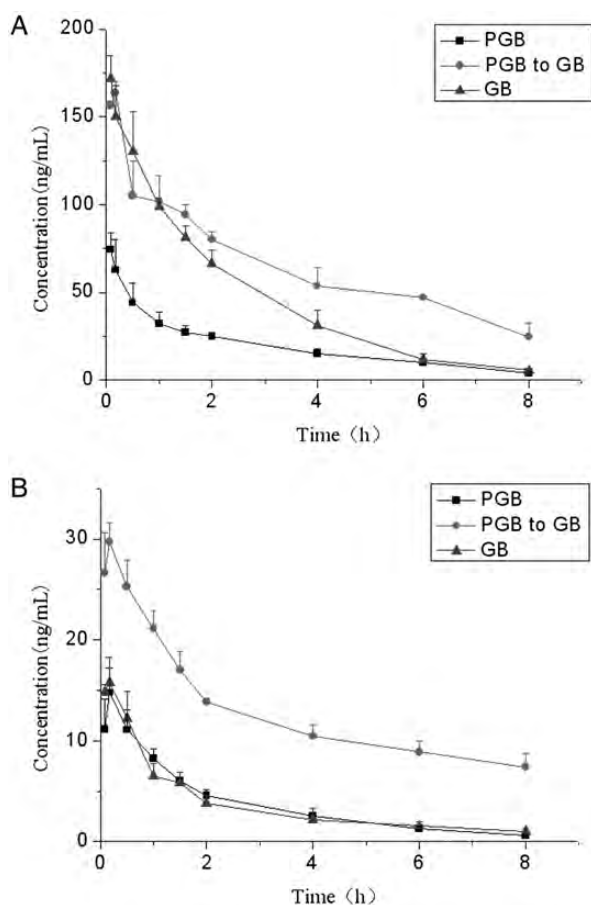 A
PGB
PGB to GB
GB
Concentration (ng/mL)
200
150
100
50
0
0 2 4 6 8
Time (h)
B
PGB
PGB to GB
GB
Concentration (ng/mL)
30
20
10
0
0 2 4 6 8
Time (h)